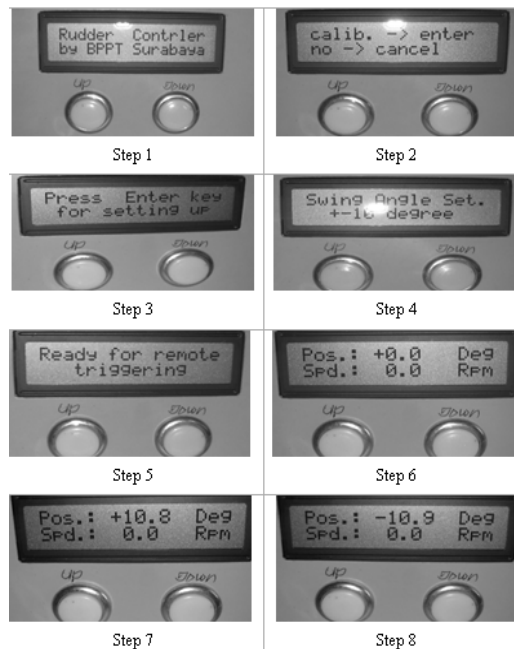 Rudder Contrler
by BPPT Surabaya
Up
Down
Step 1
calib. -> enter
no -> cancel
Up
Down
Step 2
Press Enter key
for setting up
Up
Down
Step 3
Swing Angle Set.
+-10 degree
Up
Down
Step 4
Ready for remote
triggering
Up
Down
Step 5
Pos.: +0.0 Deg
Spd.: 0.0 Rpm
Up
Down
Step 6
Pos.: +10.8 Deg
Spd.: 0.0 Rpm
Up
Down
Step 7
Pos.: -10.9 Deg
Spd.: 0.0 Rpm
Up
Down
Step 8